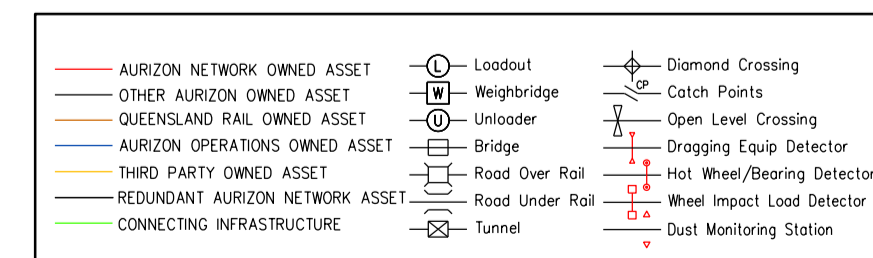 AURIZON NETWORK OWNED ASSET
OTHER AURIZON OWNED ASSET
QUEENSLAND RAIL OWNED ASSET
AURIZON OPERATIONS OWNED ASSET
THIRD PARTY OWNED ASSET
REDUNDANT AURIZON NETWORK ASSET
CONNECTING INFRASTRUCTURE
L Loadout
W Weighbridge
U Unloader
Bridge
Road Over Rail
Road Under Rail
Tunnel
Diamond Crossing
CP Catch Points
Open Level Crossing
Dragging Equip Detector
Hot Wheel/Bearing Detector
Wheel Impact Load Detector
Dust Monitoring Station